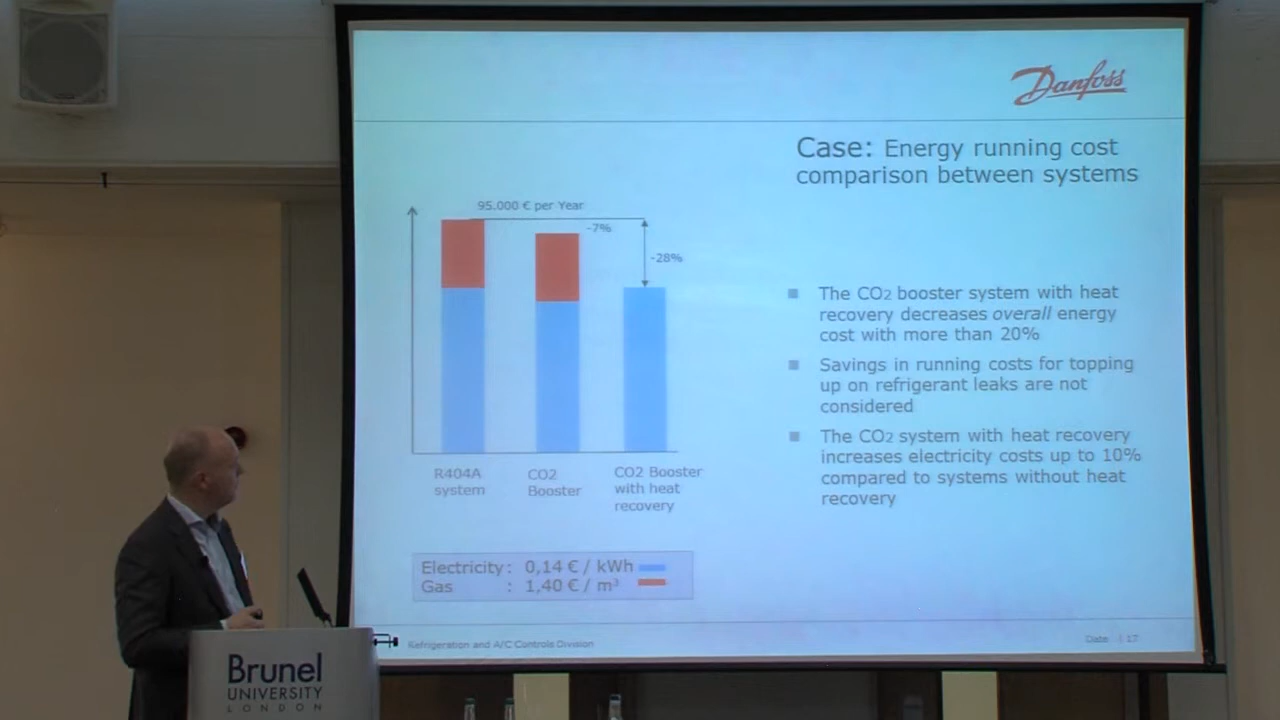 Danfoss
Case: Energy running cost
comparison between systems
95.000 € per Year
-7%
-28%
R404A
system
CO2
Booster
CO2 Booster
with heat
recovery
Electricity: 0,14 € / kWh
Gas : 1,40 € / m³
The CO2 booster system with heat
recovery decreases overall energy
cost with more than 20%
Savings in running costs for topping
up on refrigerant leaks are not
considered
The CO2 system with heat recovery
increases electricity costs up to 10%
compared to systems without heat
recovery
Refrigeration and A/C Controls Division
Date: | 17
Brunel
UNIVERSITY
LONDON